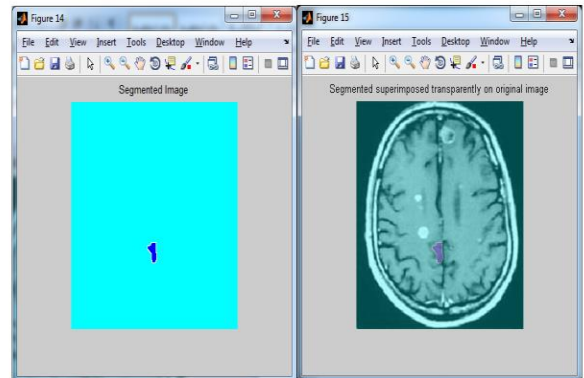 Figure 14
File Edit View Insert Tools Desktop Window Help
Segmented Image
Figure 15
File Edit View Insert Tools Desktop Window Help
Segmented superimposed transparently on original image